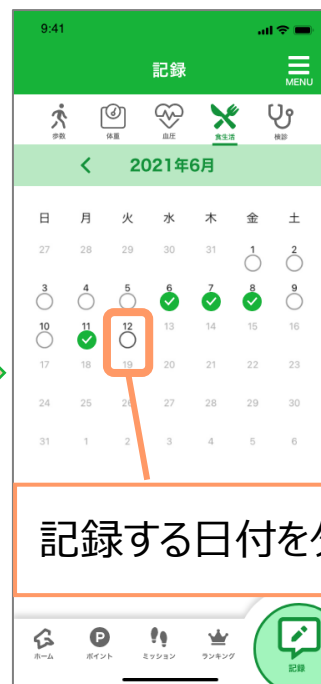 9:41
記録
MENU
歩数 体重 血圧 食生活 検診
2021年6月
日 月 火 水 木 金 土
27 28 29 30 31 1 2
3 4 5 6 7 8 9
10 11 12 13 14 15 16
17 18 19 20 21 22 23
24 25 26 27 28 29 30
31 1 2 3 4 5 6
記録する日付を
ホーム ポイント ミッション ランキング 記録
P